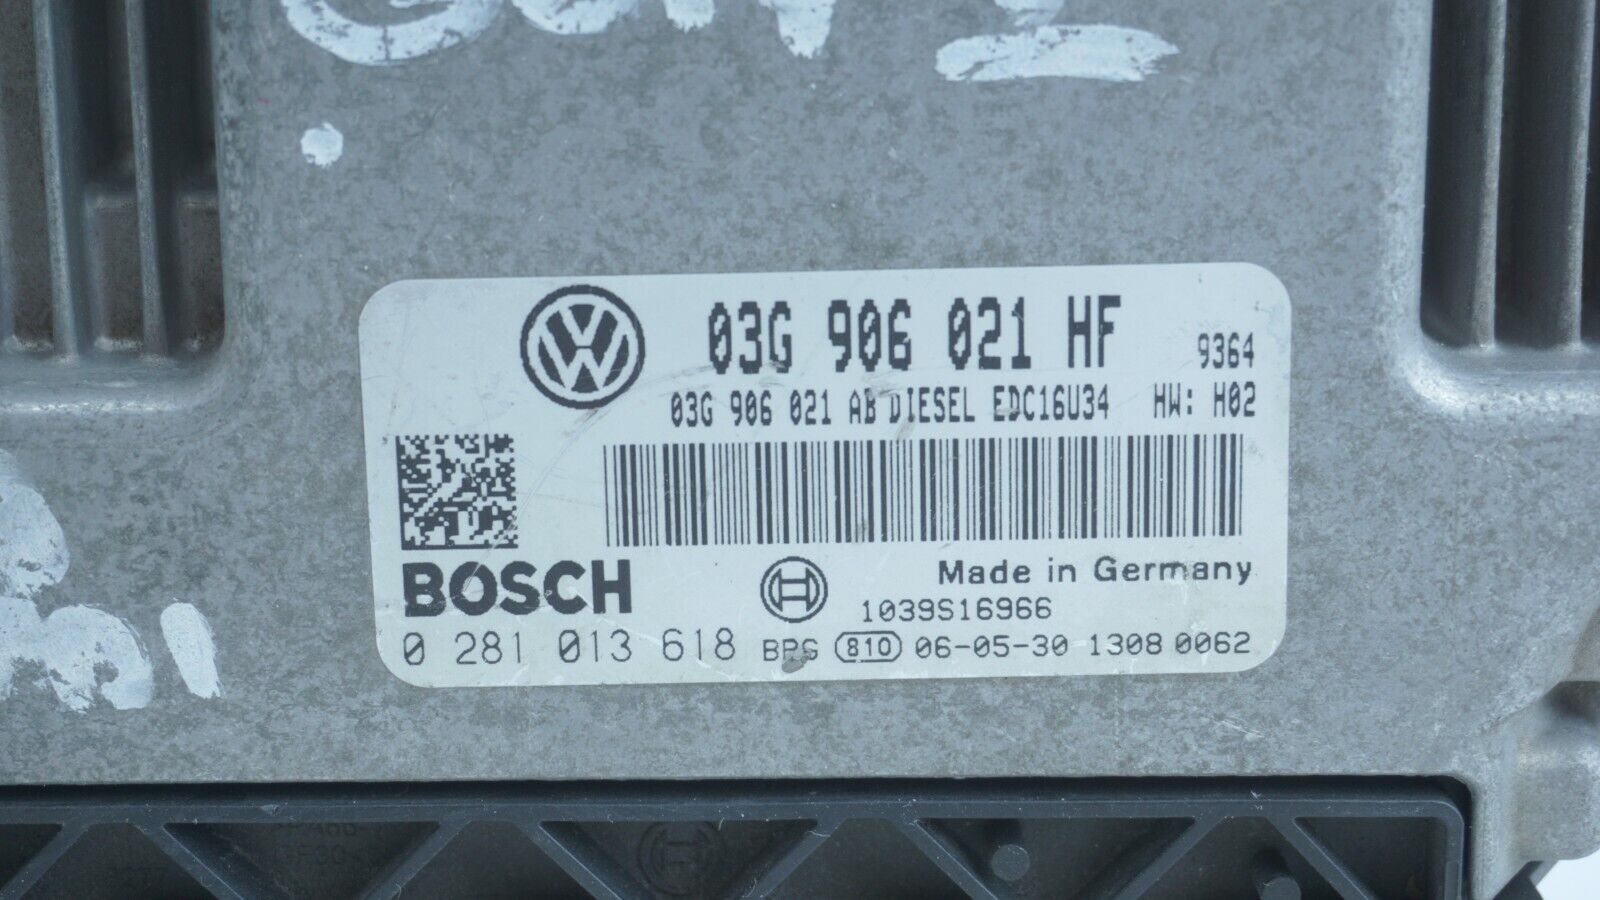 03G 906 021 HF 9364
03G 906 021 AB DIESEL EDC16U34 HW: H02
BOSCH
Made in Germany
1039S16966
0 281 013 618 BPS 810 06-05-30 1308 0062